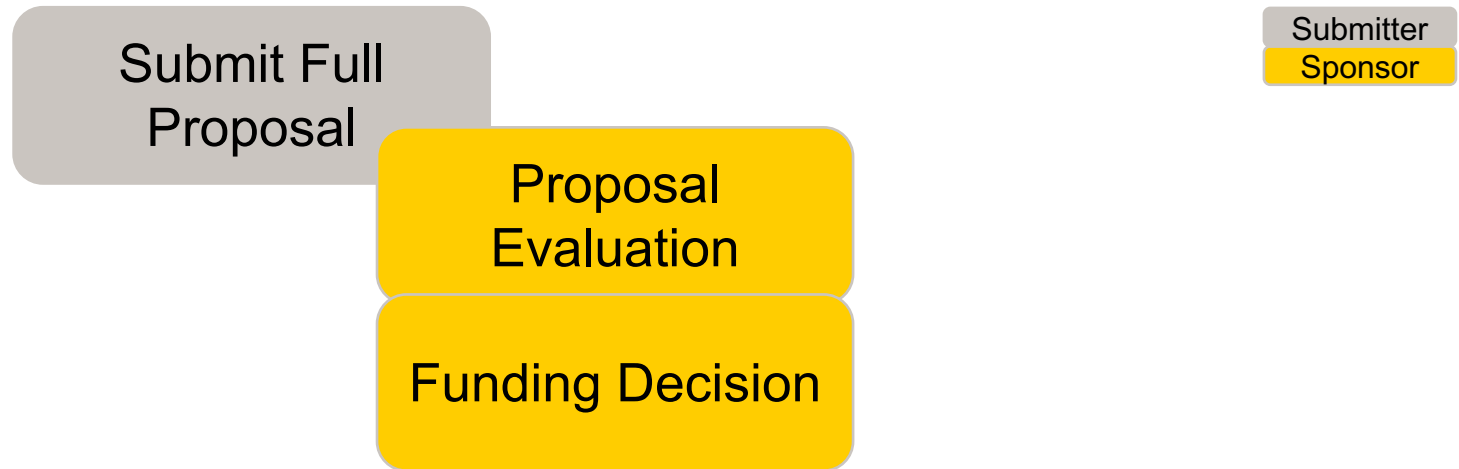 Submit Full
Proposal
Submitter
Sponsor
Proposal
Evaluation
Funding Decision